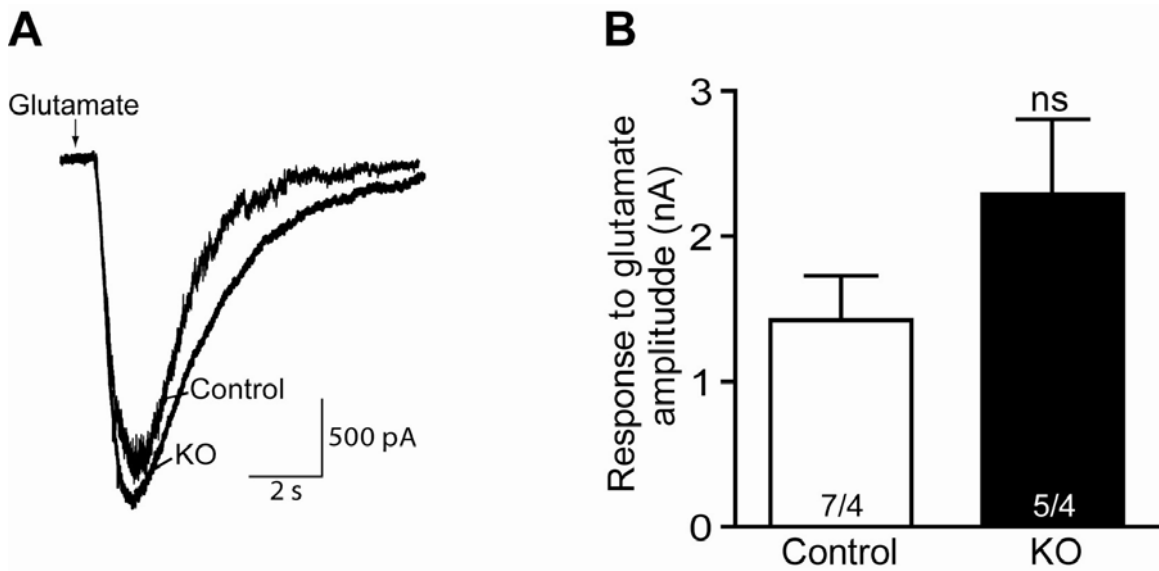 A
Glutamate
Control
KO
500 pA
2 s
B
Response to glutamate
amplitudde (nA)
3
2
1
0
ns
7/4
5/4
Control
KO